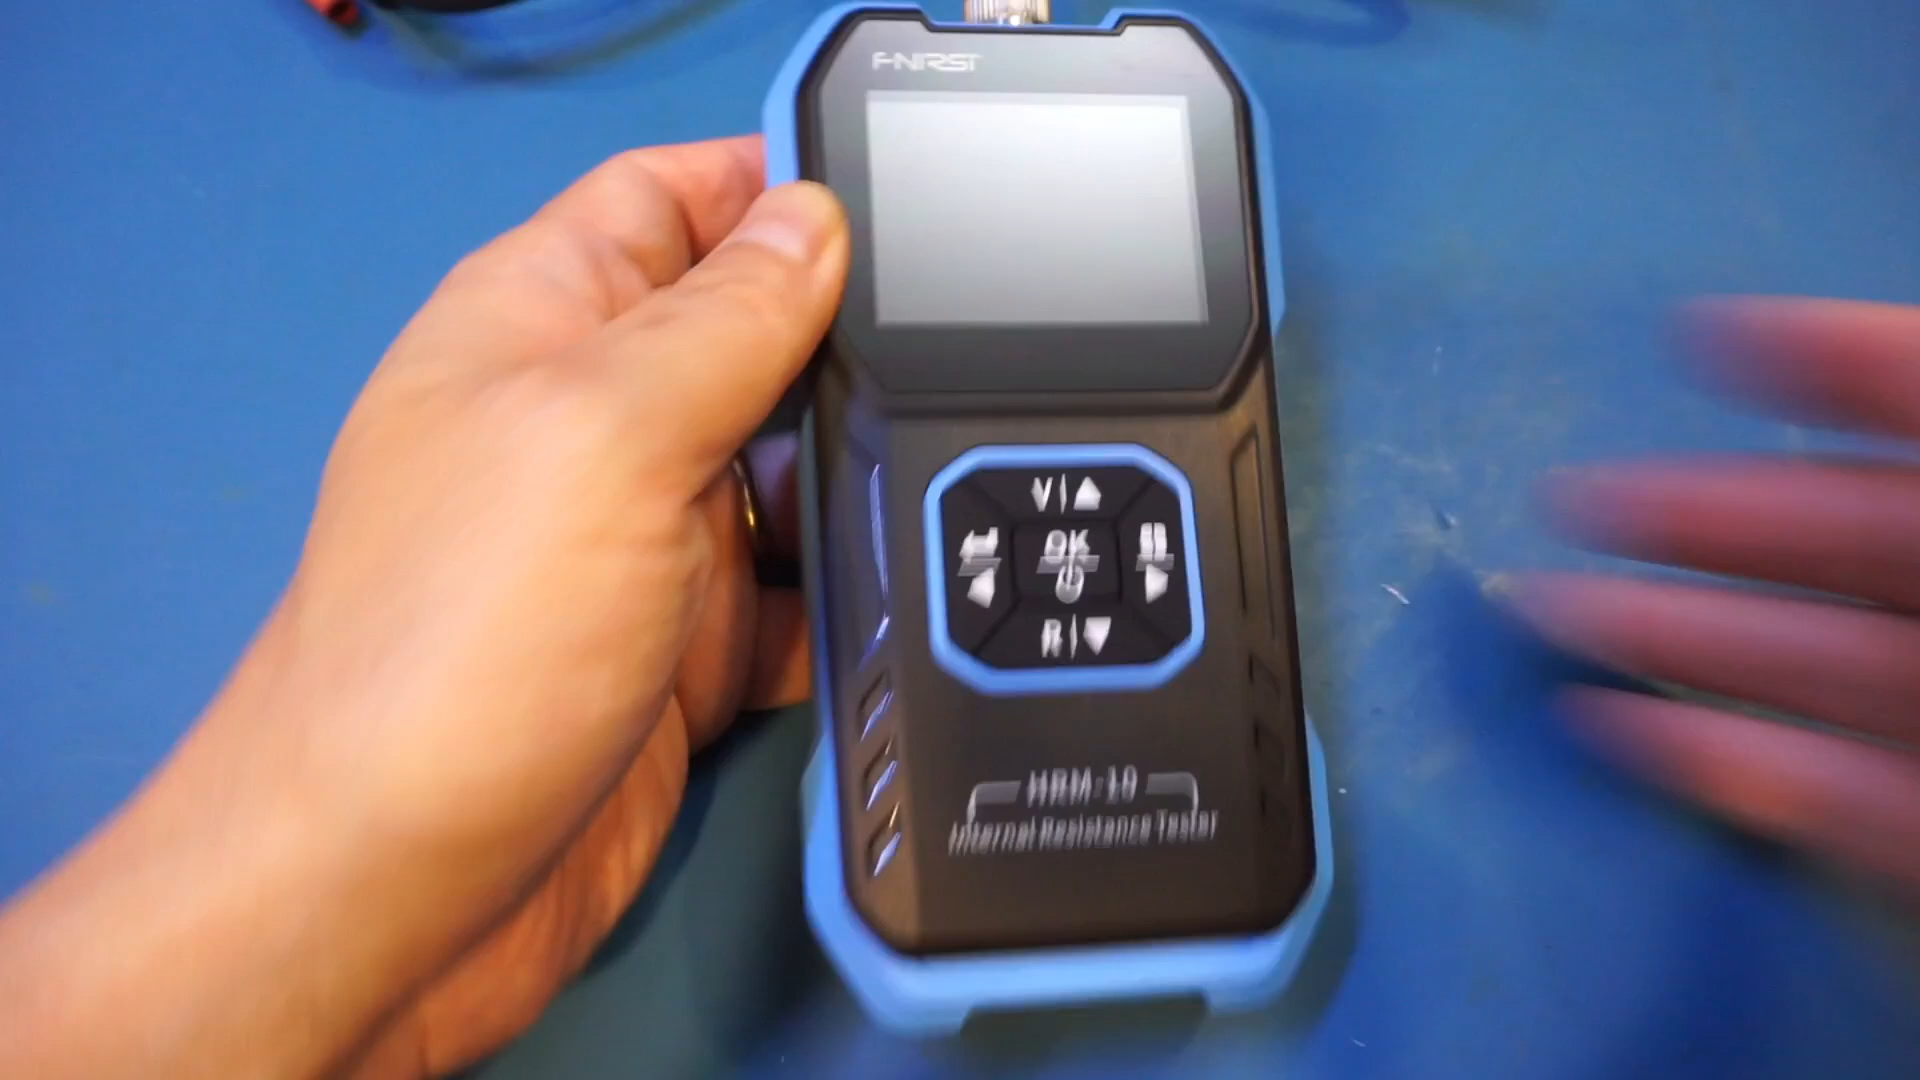 FNIRSI
V|▲
OK
R|▼
HRM-10
Internal Resistance Tester